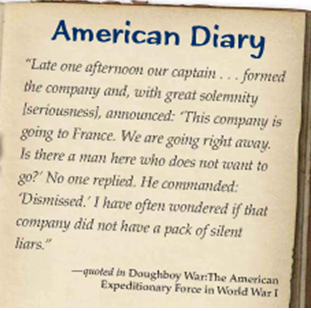 American Diary
“Late one afternoon our captain . . . formed
the company and, with great solemnity
[seriousness], announced: ‘This company is
going to France. We are going right away.
Is there a man here who does not want to
go?’ No one replied. He commanded:
‘Dismissed.’ I have often wondered if that
company did not have a pack of silent
liars.”
—quoted in Doughboy War:The American
Expeditionary Force in World War I